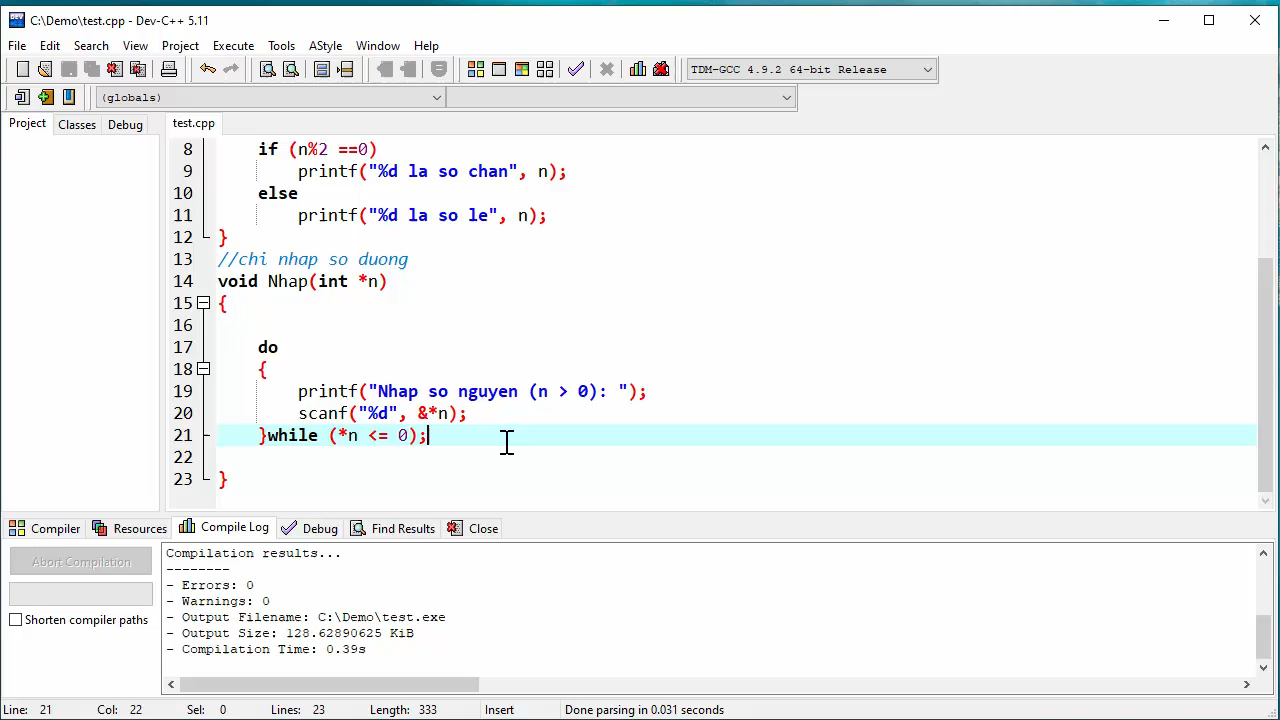 C:\Demo\test.cpp - Dev-C++ 5.11
File Edit Search View Project Execute Tools AStyle Window Help
TDM-GCC 4.9.2 64-bit Release
(globals)
Project Classes Debug test.cpp
8 if (n%2 ==0)
9 printf("%d la so chan", n);
10 else
11 printf("%d la so le", n);
12 }
13 //chi nhap so duong
14 void Nhap(int *n)
15 {
16
17 do
18 {
19 printf("Nhap so nguyen (n > 0): ");
20 scanf("%d", &*n);
21 }while (*n <= 0);
22
23 }
Compiler Resources Compile Log Debug Find Results Close
Abort Compilation
Shorten compiler paths
Compilation results...
--------
- Errors: 0
- Warnings: 0
- Output Filename: C:\Demo\test.exe
- Output Size: 128.62890625 KiB
- Compilation Time: 0.39s
Line: 21 Col: 22 Sel: 0 Lines: 23 Length: 333 Insert Done parsing in 0.031 seconds